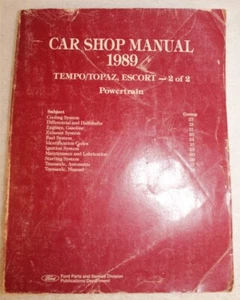 CAR SHOP MANUAL
1989
TEMPO/TOPAZ, ESCORT — 2 of 2
Powertrain
Subject
Cooling System
Differential and Halfshafts
Engines, Gasoline
Exhaust System
Fuel System
Identification Codes
Ignition System
Maintenance and Lubrication
Starting System
Transaxle, Automatic
Transaxle, Manual
Ford
Ford Parts and Service Division
Publications Department